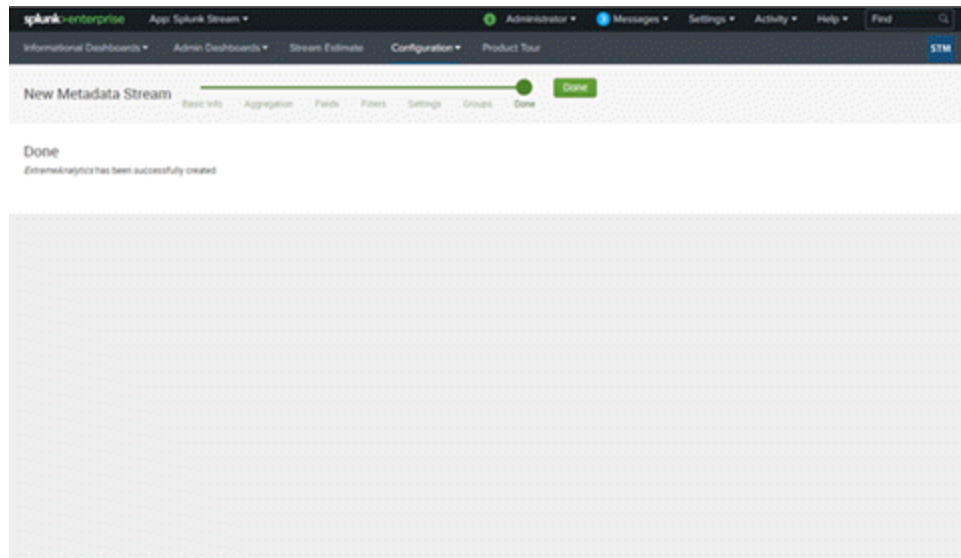 splunk>enterprise App: Splunk Stream Administrator 3 Messages Settings Activity Help Find
Informational Dashboards Admin Dashboards Stream Estimate Configuration Product Tour STM
New Metadata Stream Basic Info Aggregation Fields Filters Settings Groups Done Done
Done
ExtremeAnalytics has been successfully created